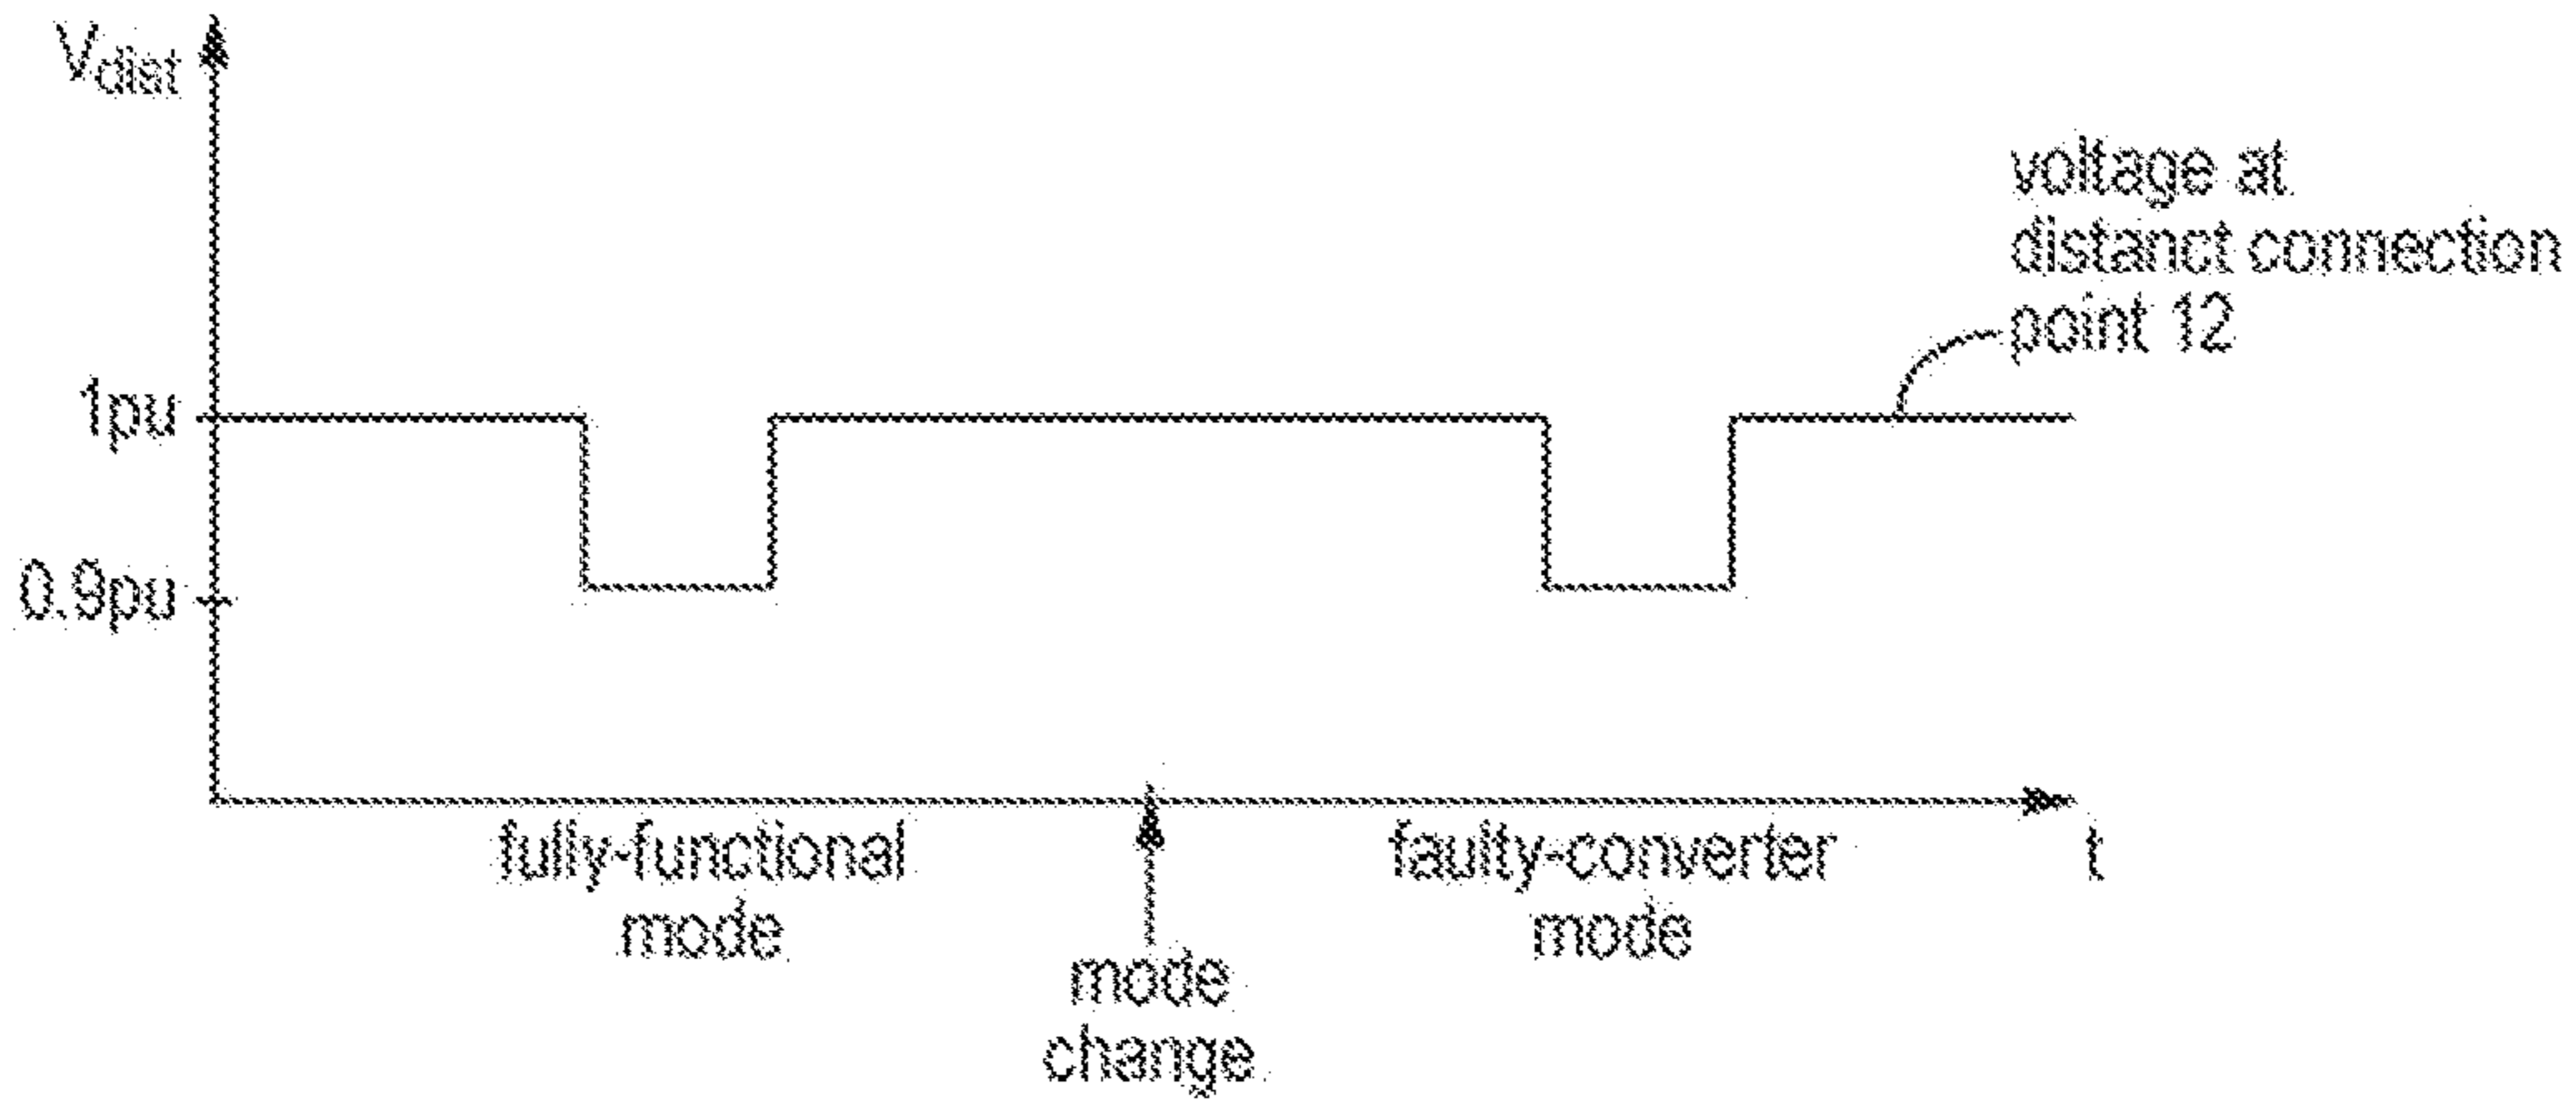 Vdist
voltage at
distanct connection
point 12
1pu
0.9pu
fully-functional
mode
faulty-converter
mode
t
mode
change